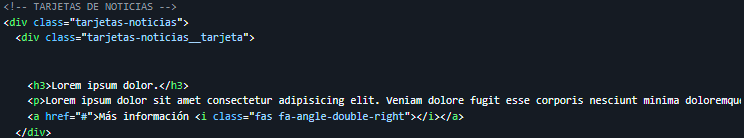 <!-- TARJETAS DE NOTICIAS -->
<div class="tarjetas-noticias">
<div class="tarjetas-noticias__tarjeta">
<h3>Lorem ipsum dolor.</h3>
<p>Lorem ipsum dolor sit amet consectetur adipisicing elit. Veniam dolore fugit esse corporis nesciunt minima doloremqu
<a href="#">Más información <i class="fas fa-angle-double-right"></i></a>
</div>